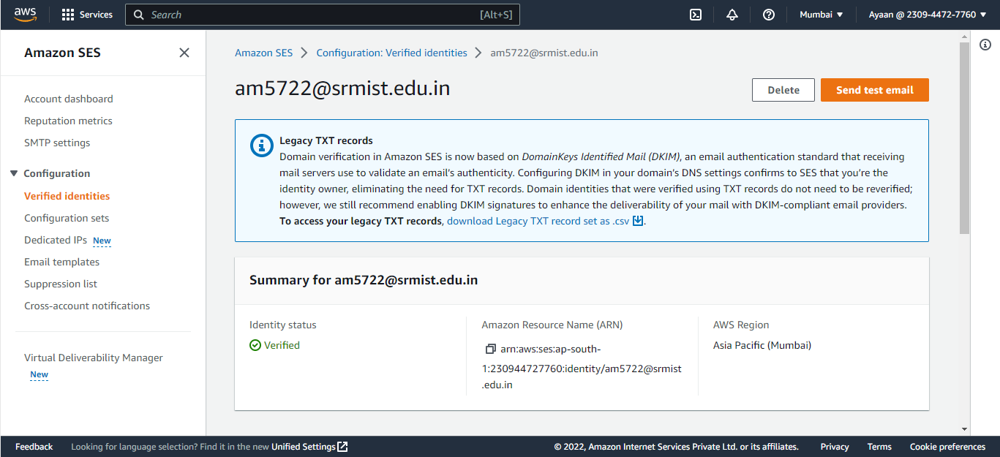 aws
Services
Search
[Alt+S]
Mumbai
Ayaan @ 2309-4472-7760
Amazon SES
Account dashboard
Reputation metrics
SMTP settings
Configuration
Verified identities
Configuration sets
Dedicated IPs New
Email templates
Suppression list
Cross-account notifications
Virtual Deliverability Manager
New
Amazon SES > Configuration: Verified identities > am5722@srmist.edu.in
am5722@srmist.edu.in
Delete
Send test email
Legacy TXT records
Domain verification in Amazon SES is now based on DomainKeys Identified Mail (DKIM), an email authentication standard that receiving
mail servers use to validate an email's authenticity. Configuring DKIM in your domain's DNS settings confirms to SES that you're the
identity owner, eliminating the need for TXT records. Domain identities that were verified using TXT records do not need to be reverified;
however, we still recommend enabling DKIM signatures to enhance the deliverability of your mail with DKIM-compliant email providers.
To access your legacy TXT records, download Legacy TXT record set as .csv.
Summary for am5722@srmist.edu.in
Identity status
Verified
Amazon Resource Name (ARN)
arn:aws:ses:ap-south-
1:230944727760:identity/am5722@srmist
.edu.in
AWS Region
Asia Pacific (Mumbai)
Feedback
Looking for language selection? Find it in the new Unified Settings
© 2022, Amazon Internet Services Private Ltd. or its affiliates.
Privacy
Terms
Cookie preferences